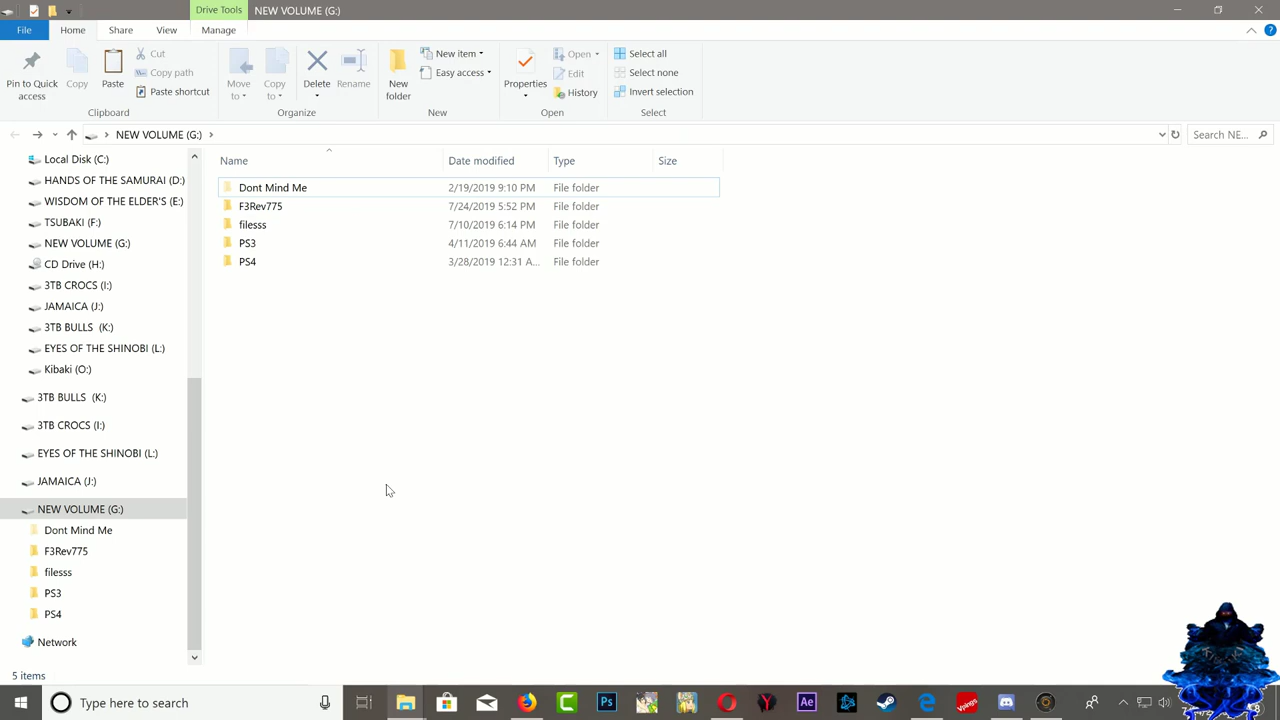 Drive Tools NEW VOLUME (G:)
File Home Share View Manage
Pin to Quick access
Copy
Paste
Cut
Copy path
Paste shortcut
Clipboard
Move to
Copy to
Delete
Rename
Organize
New folder
New item
Easy access
New
Properties
Open
Edit
History
Open
Select all
Select none
Invert selection
Select
NEW VOLUME (G:)
Search NE...
Name Date modified Type Size
Dont Mind Me 2/19/2019 9:10 PM File folder
F3Rev775 7/24/2019 5:52 PM File folder
filesss 7/10/2019 6:14 PM File folder
PS3 4/11/2019 6:44 AM File folder
PS4 3/28/2019 12:31 A... File folder
Local Disk (C:)
HANDS OF THE SAMURAI (D:)
WISDOM OF THE ELDER'S (E:)
TSUBAKI (F:)
NEW VOLUME (G:)
CD Drive (H:)
3TB CROCS (I:)
JAMAICA (J:)
3TB BULLS (K:)
EYES OF THE SHINOBI (L:)
Kibaki (O:)
3TB BULLS (K:)
3TB CROCS (I:)
EYES OF THE SHINOBI (L:)
JAMAICA (J:)
NEW VOLUME (G:)
Dont Mind Me
F3Rev775
filesss
PS3
PS4
Network
5 items
Type here to search
Ps
Ae
Vpings